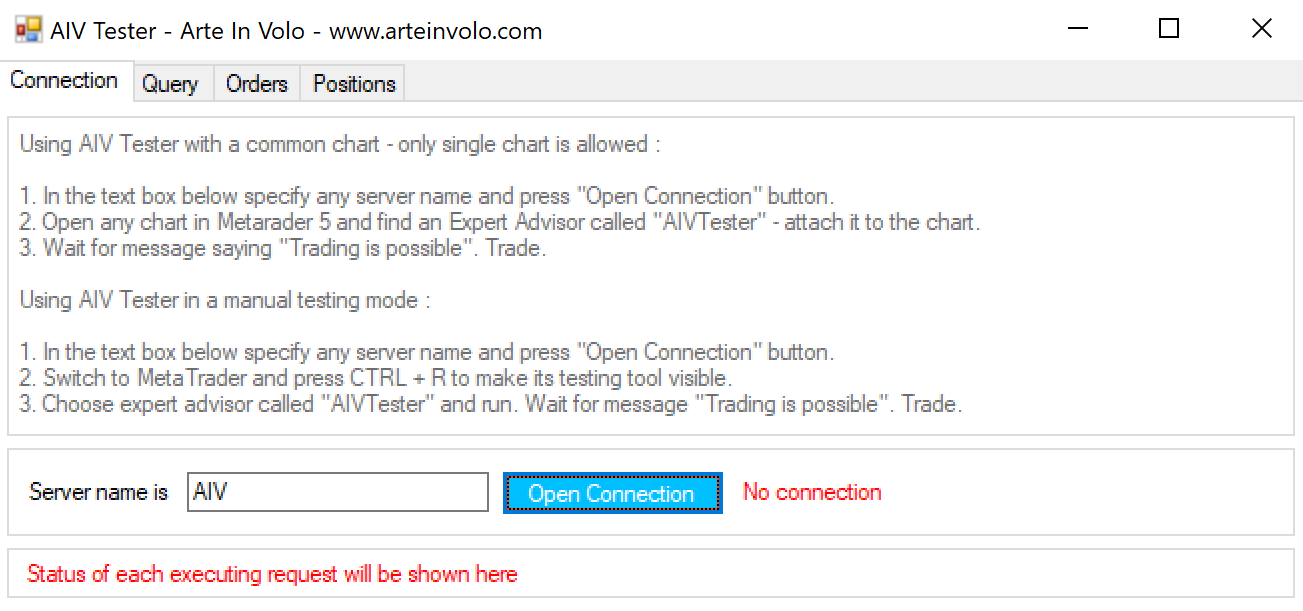 AIV Tester - Arte In Volo - www.arteinvolo.com
Connection Query Orders Positions
Using AIV Tester with a common chart - only single chart is allowed :
1. In the text box below specify any server name and press "Open Connection" button.
2. Open any chart in Metarader 5 and find an Expert Advisor called "AIVTester" - attach it to the chart.
3. Wait for message saying "Trading is possible". Trade.
Using AIV Tester in a manual testing mode :
1. In the text box below specify any server name and press "Open Connection" button.
2. Switch to MetaTrader and press CTRL + R to make its testing tool visible.
3. Choose expert advisor called "AIVTester" and run. Wait for message "Trading is possible". Trade.
Server name is AIV Open Connection No connection
Status of each executing request will be shown here